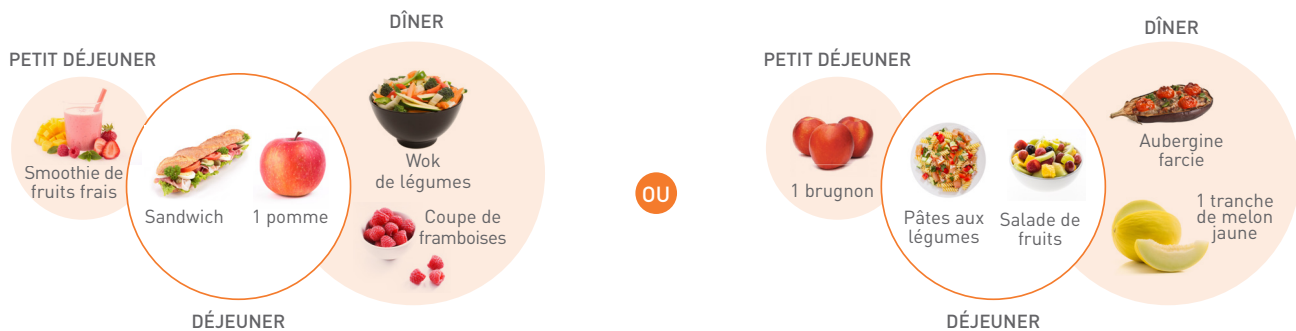 PETIT DÉJEUNER
Smoothie de
fruits frais
Sandwich
1 pomme
DÉJEUNER
DÎNER
Wok
de légumes
Coupe de
framboises
OU
PETIT DÉJEUNER
1 brugnon
Pâtes aux
légumes
Salade de
fruits
DÉJEUNER
DÎNER
Aubergine
farcie
1 tranche
de melon
jaune